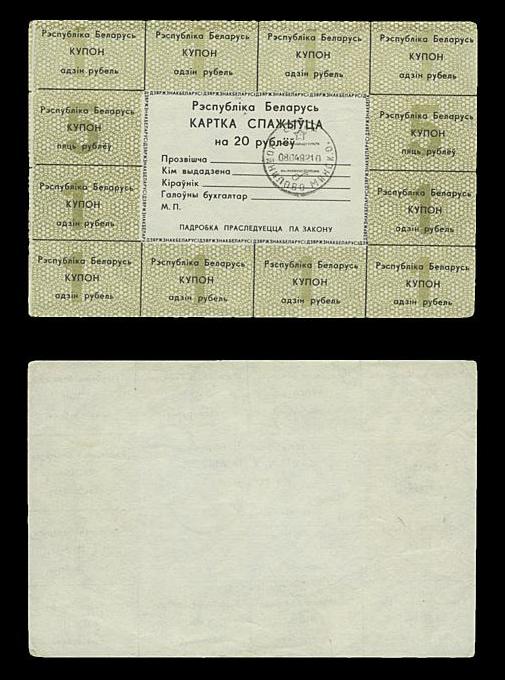 Рэспубліка Беларусь
КУПОН
адзін рубель
Рэспубліка Беларусь
КУПОН
адзін рубель
Рэспубліка Беларусь
КУПОН
адзін рубель
Рэспубліка Беларусь
КУПОН
адзін рубель
Рэспубліка Беларусь
КУПОН
пяць рублёў
Рэспубліка Беларусь
КАРТКА СПАЖЫЎЦА
на 20 рублёў
Прозвішча
Кім выдадзена
Кіраўнік
Галоўны бухгалтар
М. П.
ПАДРОБКА ПРАСЛЕДУЕЦЦА ПА ЗАКОНУ
Рэспубліка Беларусь
КУПОН
пяць рублёў
Рэспубліка Беларусь
КУПОН
адзін рубель
Рэспубліка Беларусь
КУПОН
адзін рубель
Рэспубліка Беларусь
КУПОН
адзін рубель
Рэспубліка Беларусь
КУПОН
адзін рубель
Рэспубліка Беларусь
КУПОН
адзін рубель
Рэспубліка Беларусь
КУПОН
адзін рубель